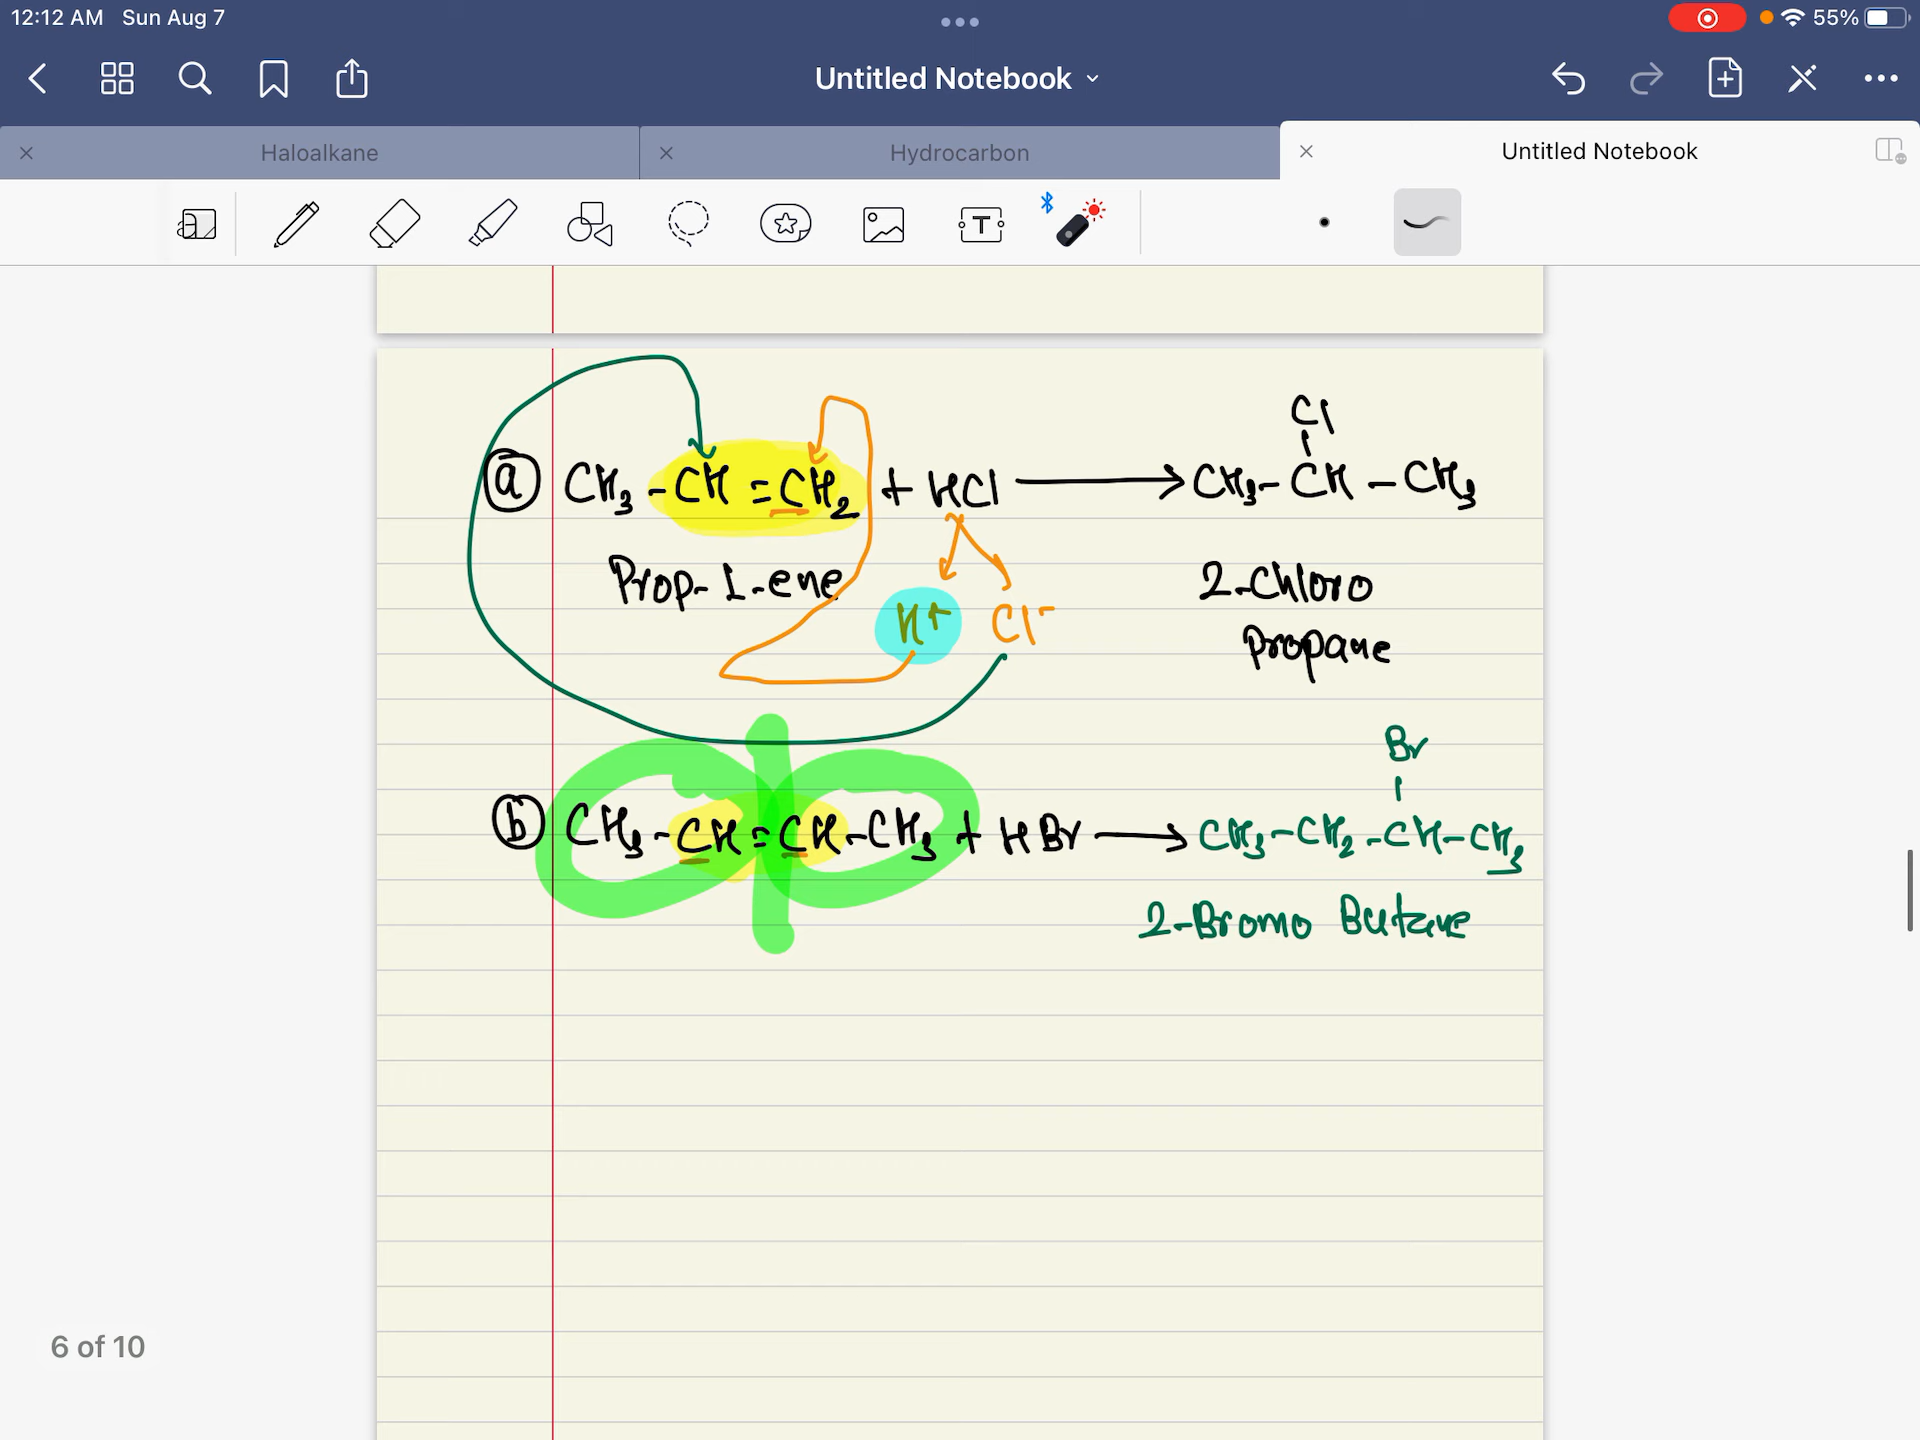 12:12 AM Sun Aug 7
55%
Untitled Notebook
Haloalkane
Hydrocarbon
Untitled Notebook
Cl
(a) CH3 - CH = CH2 + HCl → CH3 - CH - CH3
Prop-1-ene
H+ Cl-
2-Chloro
Propane
Br
(b) CH3 - CH = CH - CH3 + HBr → CH3 - CH2 - CH - CH3
2-Bromo Butane
6 of 10